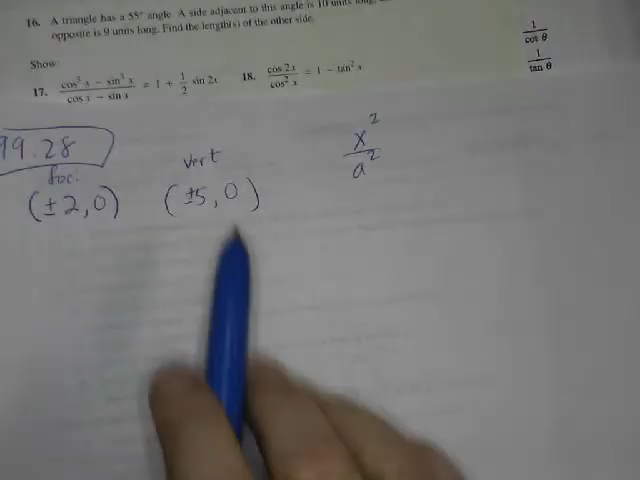 16. A triangle has a 55° angle. A side adjacent to this angle is 10 units long,
opposite is 9 units long. Find the length(s) of the other side.
Show
17. cos³ x − sin³ x / cos x − sin x = 1 + 1/2 sin 2x
18. cos 2x / cos² x = 1 − tan² x
1 / cot θ
1 / tan θ
99.28
foci
(±2,0)
vert
(±5,0)
x² / a²